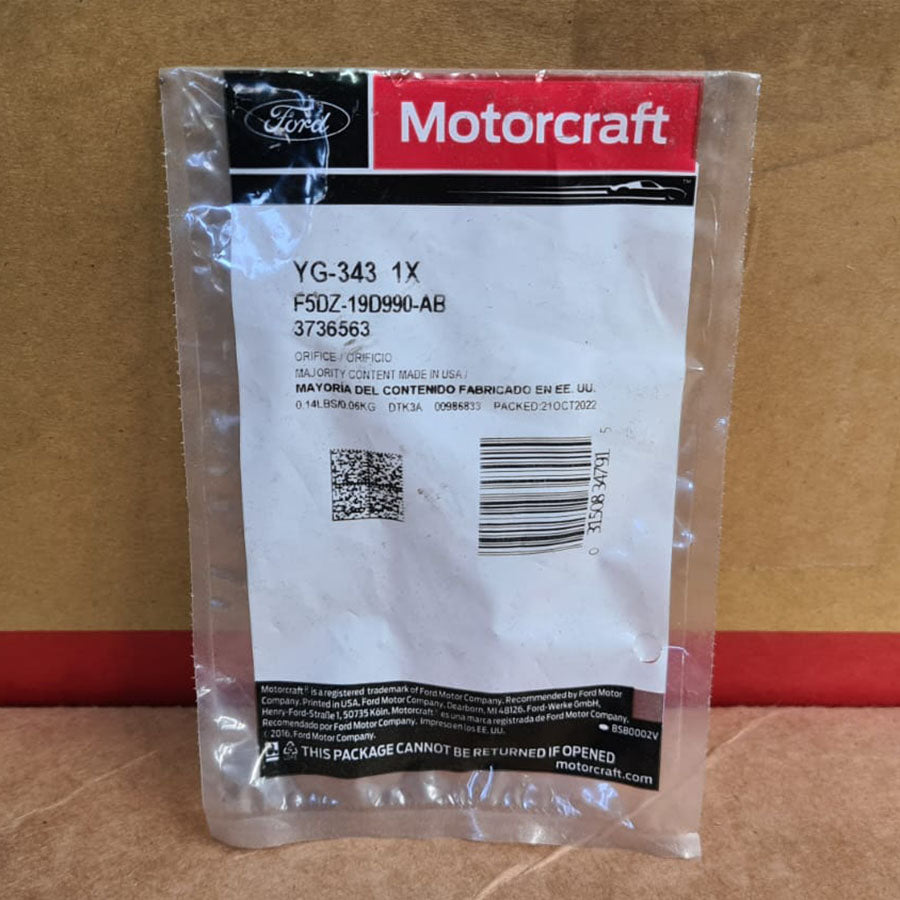 Ford
Motorcraft
™
YG-343 1X
F5DZ-19D990-AB
3736563
ORIFICE / ORIFICIO
MAJORITY CONTENT MADE IN USA /
MAYORÍA DEL CONTENIDO FABRICADO EN EE. UU.
0.14LBS/0.06KG DTK3A 00986833 PACKED:21OCT2022
0 31508 34791 5
Motorcraft® is a registered trademark of Ford Motor Company. Recommended by Ford Motor
Company. Printed in USA. Ford Motor Company, Dearborn, MI 48126. Ford-Werke GmbH,
Henry-Ford-Straße 1, 50735 Köln. Motorcraft® es una marca registrada de Ford Motor Company.
Recomendado por Ford Motor Company. Impreso en los EE. UU.
© 2016, Ford Motor Company.
BSB0002V
THIS PACKAGE CANNOT BE RETURNED IF OPENED
motorcraft.com